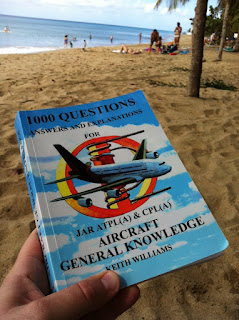 1000 QUESTIONS
ANSWERS AND EXPLANATIONS
FOR
JAR ATPL(A) & CPL(A)
AIRCRAFT
GENERAL KNOWLEDGE
KEITH WILLIAMS